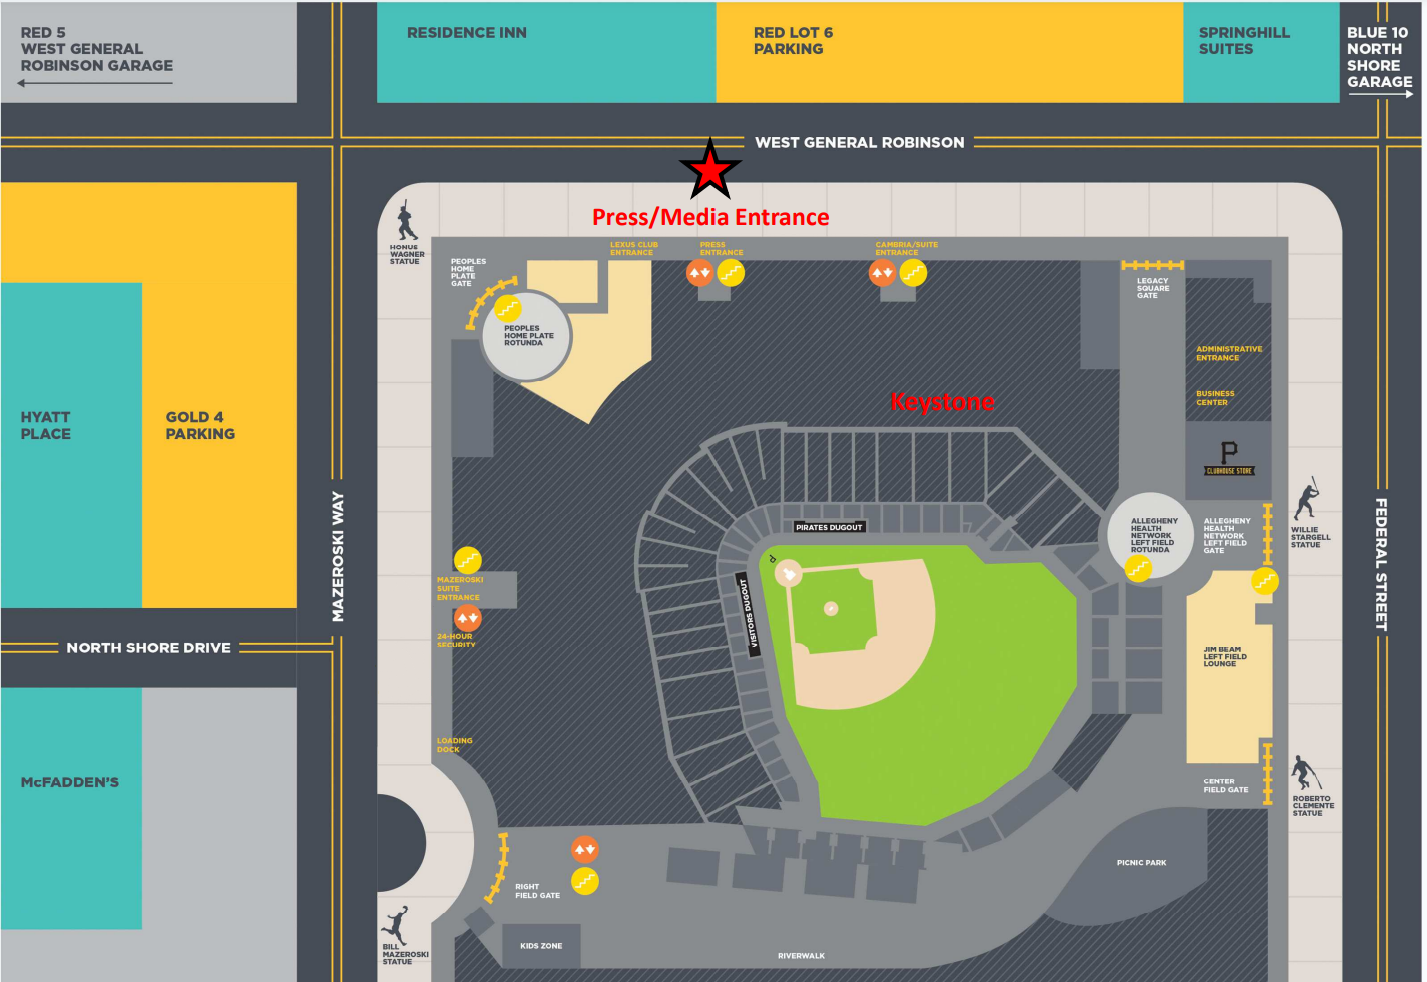 RED 5
WEST GENERAL
ROBINSON GARAGE
RESIDENCE INN
RED LOT 6
PARKING
SPRINGHILL
SUITES
BLUE 10
NORTH
SHORE
GARAGE
WEST GENERAL ROBINSON
Press/Media Entrance
HONUE
WAGNER
STATUE
PEOPLES
HOME
PLATE
GATE
LEXUS CLUB
ENTRANCE
PRESS
ENTRANCE
CAMBRIA/SUITE
ENTRANCE
LEGACY
SQUARE
GATE
PEOPLES
HOME PLATE
ROTUNDA
ADMINISTRATIVE
ENTRANCE
BUSINESS
CENTER
Keystone
HYATT
PLACE
GOLD 4
PARKING
P
CLUBHOUSE STORE
MAZEROSKI WAY
FEDERAL STREET
PIRATES DUGOUT
VISITORS DUGOUT
ALLEGHENY
HEALTH
NETWORK
LEFT FIELD
ROTUNDA
ALLEGHENY
HEALTH
NETWORK
LEFT FIELD
GATE
WILLIE
STARGELL
STATUE
MAZEROSKI
SUITE
ENTRANCE
24-HOUR
SECURITY
NORTH SHORE DRIVE
JIM BEAM
LEFT FIELD
LOUNGE
LOADING
DOCK
McFADDEN'S
CENTER
FIELD GATE
ROBERTO
CLEMENTE
STATUE
PICNIC PARK
RIGHT
FIELD GATE
KIDS ZONE
RIVERWALK
BILL
MAZEROSKI
STATUE